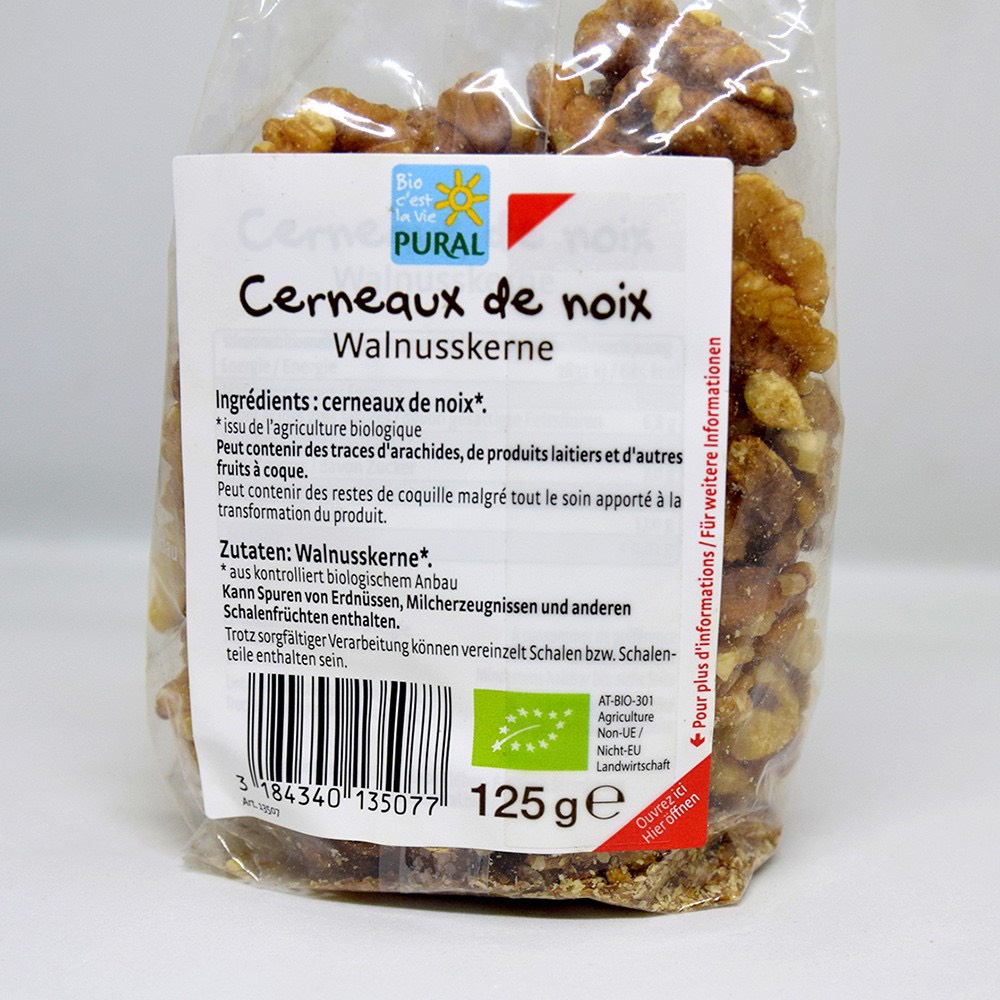 Bio
c'est
la vie
PURAL
Cerneaux de noix
Walnusskerne
Ingrédients : cerneaux de noix*.
* issu de l'agriculture biologique
Peut contenir des traces d'arachides, de produits laitiers et d'autres
fruits à coque.
Peut contenir des restes de coquille malgré tout le soin apporté à la
transformation du produit.
Zutaten: Walnusskerne*.
* aus kontrolliert biologischem Anbau
Kann Spuren von Erdnüssen, Milcherzeugnissen und anderen
Schalenfrüchten enthalten.
Trotz sorgfältiger Verarbeitung können vereinzelt Schalen bzw. Schalen-
teile enthalten sein.
3 184340 135077
Art. 13507
AT-BIO-301
Agriculture
Non-UE /
Nicht-EU
Landwirtschaft
125 g e
Ouvrez ici
Hier öffnen
Pour plus d'informations / Für weitere Informationen